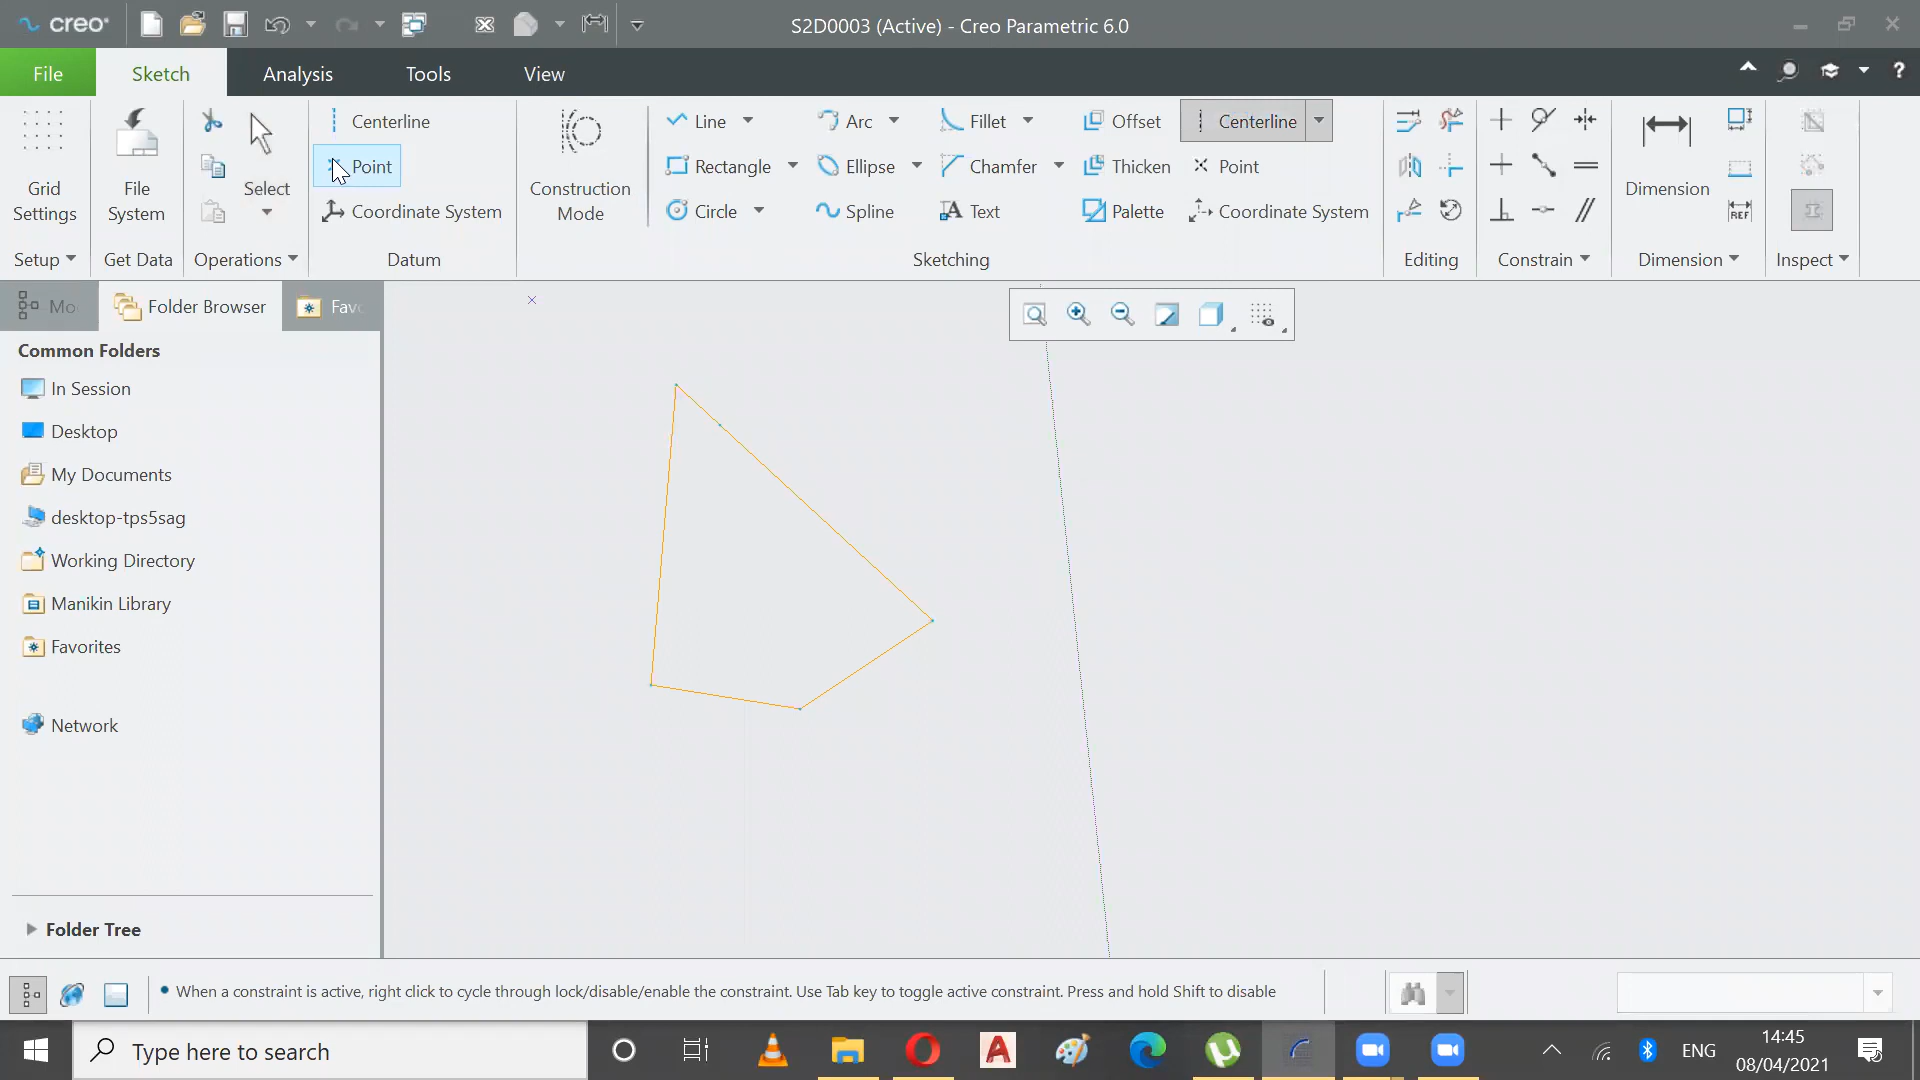 creo
S2D0003 (Active) - Creo Parametric 6.0
File
Sketch
Analysis
Tools
View
?
Grid
Settings
Setup
File
System
Get Data
Select
Operations
Centerline
Point
Coordinate System
Datum
Construction
Mode
Line
Arc
Fillet
Offset
Centerline
Rectangle
Ellipse
Chamfer
Thicken
Point
Circle
Spline
Text
Palette
Coordinate System
Sketching
Editing
Constrain
Dimension
REF
Dimension
Inspect
Mo
Folder Browser
Favo
Common Folders
In Session
Desktop
My Documents
desktop-tps5sag
Working Directory
Manikin Library
Favorites
Network
Folder Tree
When a constraint is active, right click to cycle through lock/disable/enable the constraint. Use Tab key to toggle active constraint. Press and hold Shift to disable
Type here to search
A
ENG
14:45
08/04/2021